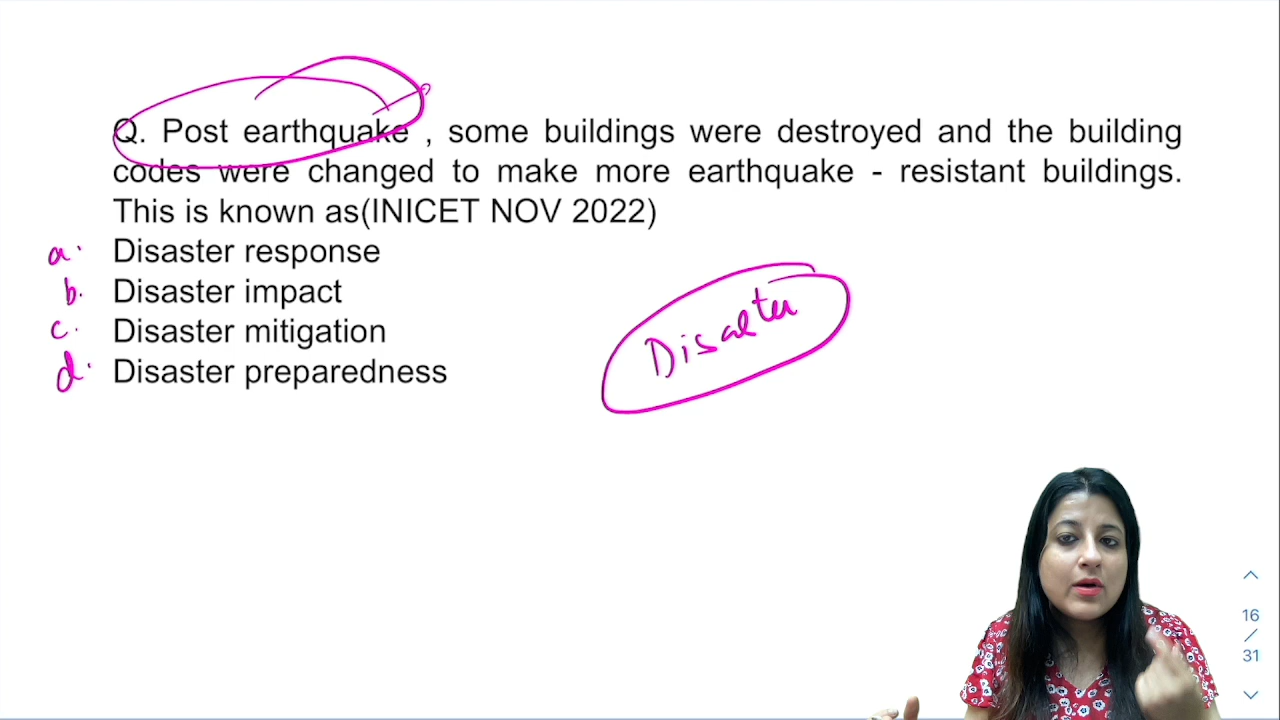 Q. Post earthquake , some buildings were destroyed and the building
codes were changed to make more earthquake - resistant buildings.
This is known as(INICET NOV 2022)
a. Disaster response
b. Disaster impact
c. Disaster mitigation
d. Disaster preparedness
Disaster
16
/
31